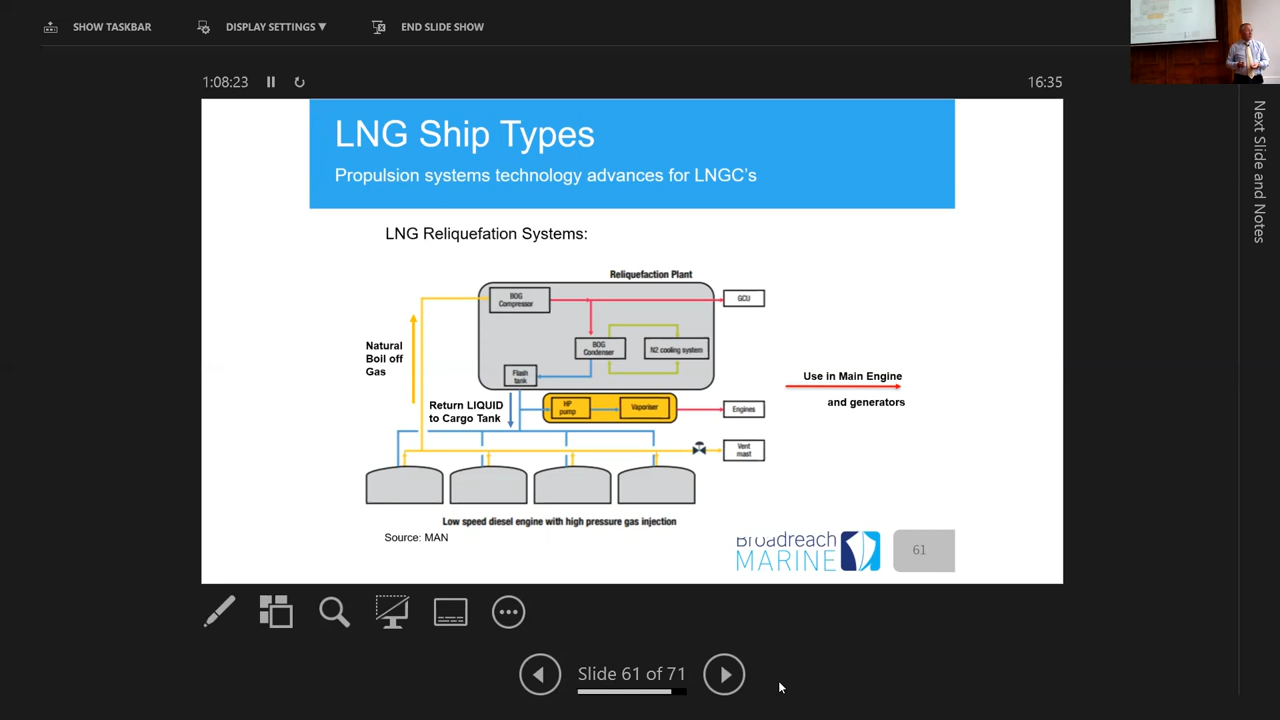 SHOW TASKBAR
DISPLAY SETTINGS ▼
END SLIDE SHOW
1:08:23
16:35
Next Slide and Notes
LNG Ship Types
Propulsion systems technology advances for LNGC's
LNG Reliquefation Systems:
Reliquefaction Plant
BOG
Compressor
GCU
Natural
Boil off
Gas
BOG
Condenser
N2 cooling system
Flash
tank
Use in Main Engine
and generators
Return LIQUID
to Cargo Tank
HP
pump
Vaporiser
Engines
Vent
mast
Low speed diesel engine with high pressure gas injection
Source: MAN
Broadreach
MARINE
61
Slide 61 of 71